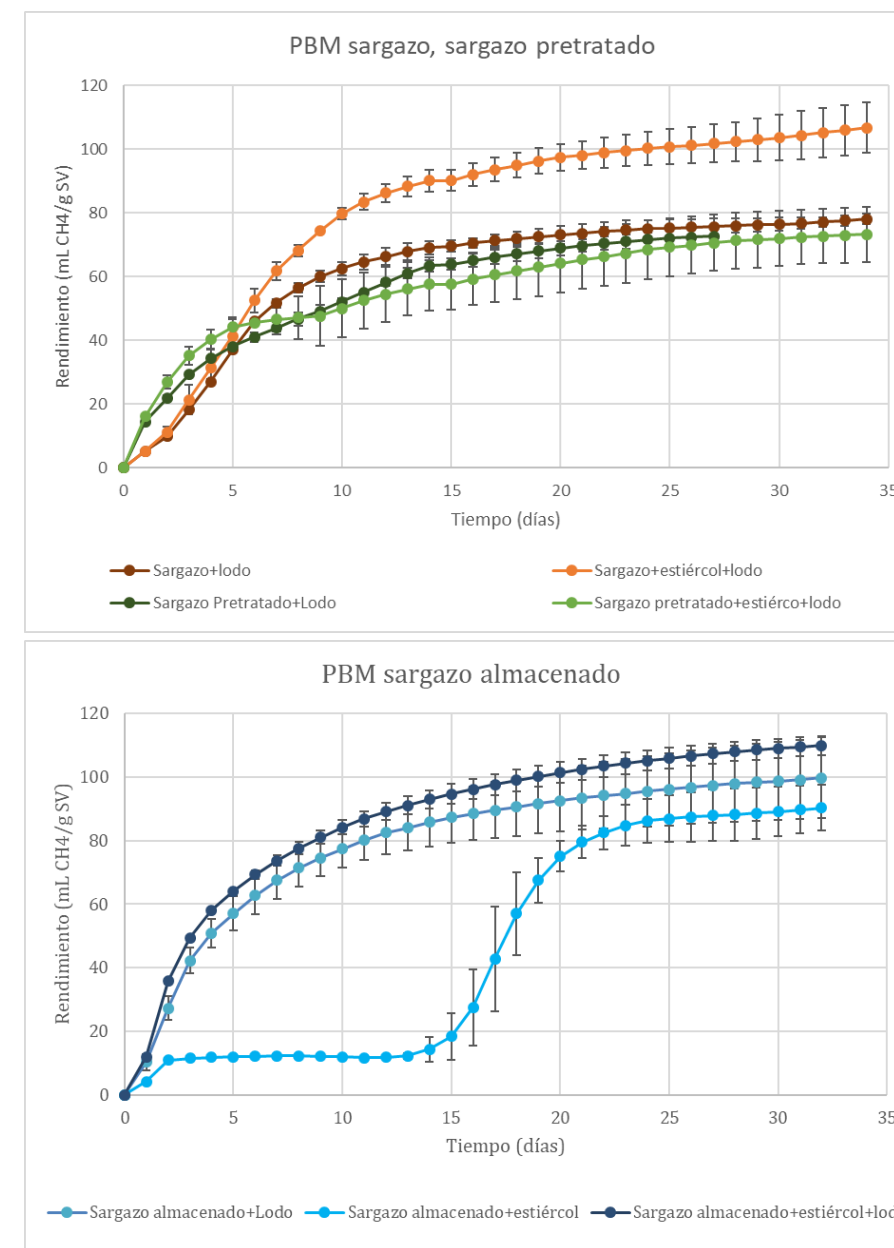 PBM sargazo, sargazo pretratado
120
100
80
60
40
20
0
Rendimiento (mL CH4/g SV)
0 5 10 15 20 25 30 35
Tiempo (días)
Sargazo+lodo Sargazo+estiércol+lodo
Sargazo Pretratado+Lodo Sargazo pretratado+estiérco+lodo
PBM sargazo almacenado
120
100
80
60
40
20
0
Rendimiento (mL CH4/g SV)
0 5 10 15 20 25 30 35
Tiempo (días)
Sargazo almacenado+Lodo Sargazo almacenado+estiércol Sargazo almacenado+estiércol+lod